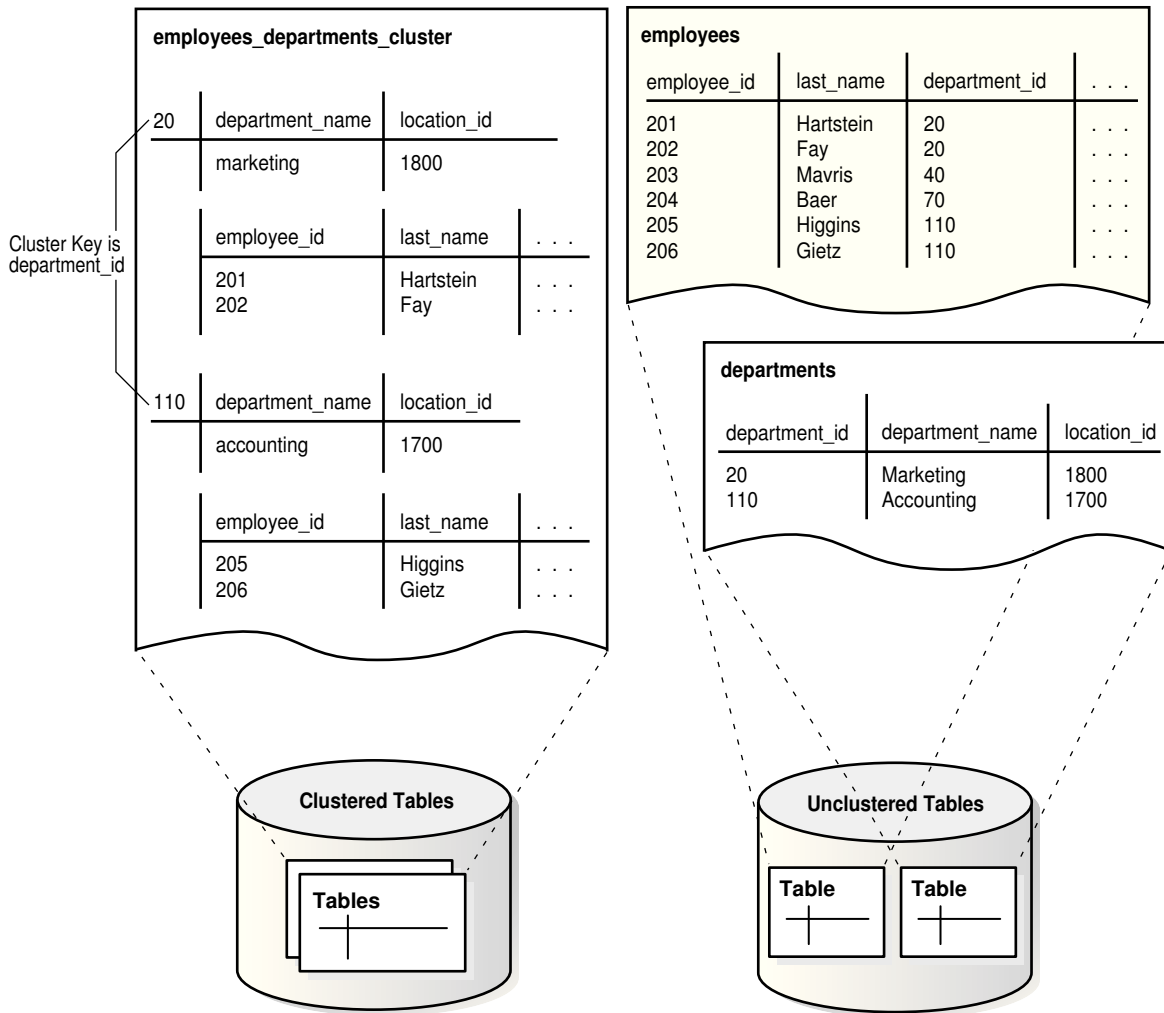 employees_departments_cluster
20 department_name location_id
marketing 1800
employee_id last_name . . .
201 Hartstein . . .
202 Fay . . .
Cluster Key is
department_id
110 department_name location_id
accounting 1700
employee_id last_name . . .
205 Higgins . . .
206 Gietz . . .
employees
employee_id last_name department_id . . .
201 Hartstein 20 . . .
202 Fay 20 . . .
203 Mavris 40 . . .
204 Baer 70 . . .
205 Higgins 110 . . .
206 Gietz 110 . . .
departments
department_id department_name location_id
20 Marketing 1800
110 Accounting 1700
Clustered Tables
Tables
Unclustered Tables
Table Table